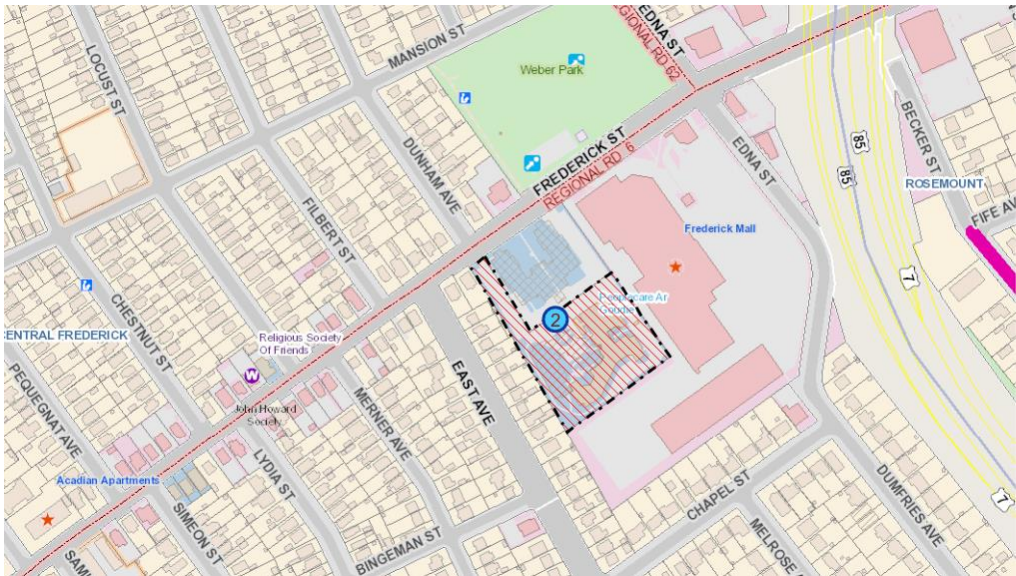 LOCUST ST
MANSION ST
Weber Park
EDNA ST
REGIONAL RD 62
BECKER ST
85
85
ROSEMOUNT
FIFE AV
FREDERICK ST
REGIONAL RD 6
EDNA ST
DUNHAM AVE
FILBERT ST
Frederick Mall
Peoplecare Ar
Goodie
2
7
CHESTNUT ST
CENTRAL FREDERICK
Religious Society
Of Friends
W
John Howard
Society
PEQUEGNAT AVE
EAST AVE
MERNER AVE
LYDIA ST
Acadian Apartments
SIMEON ST
BINGEMAN ST
CHAPEL ST
MELROSE
DUMFRIES AVE
7